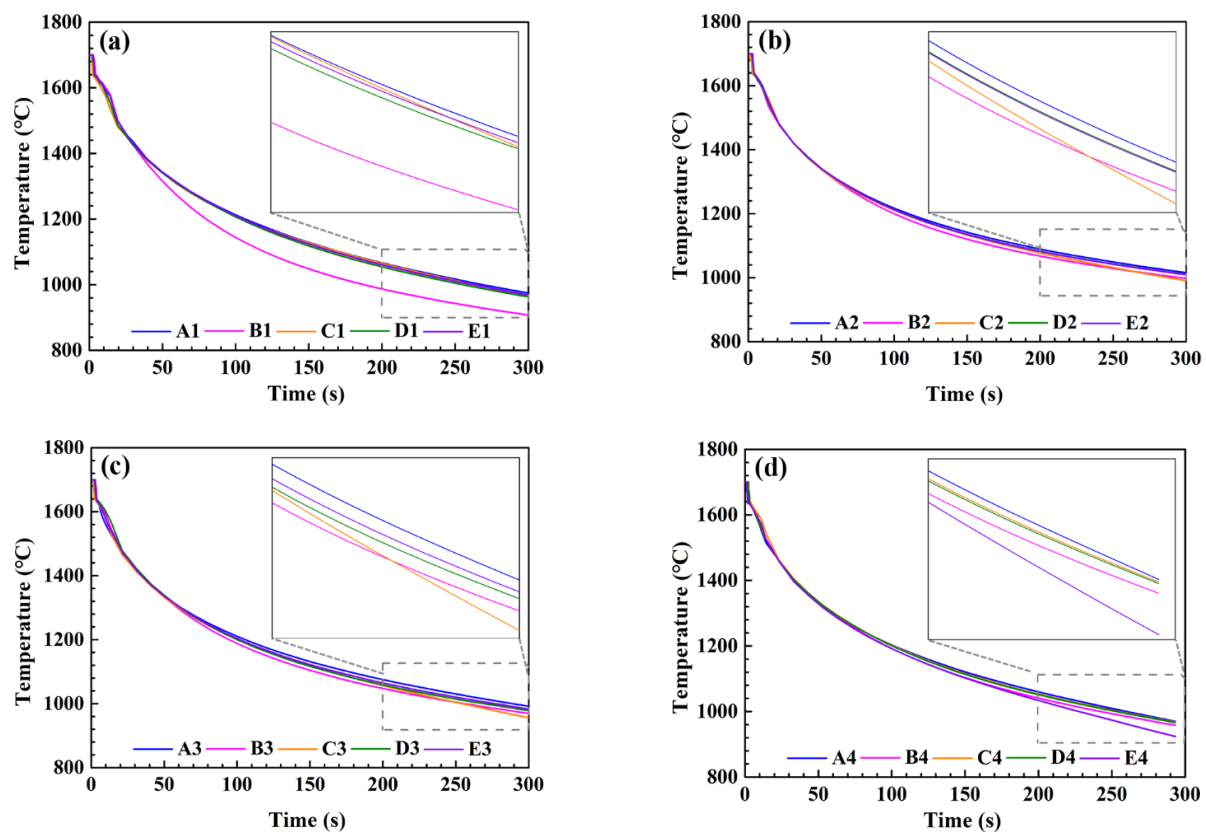 (a)
Temperature (°C)
1800
1600
1400
1200
1000
800
A1 B1 C1 D1 E1
0 50 100 150 200 250 300
Time (s)
(b)
Temperature (°C)
1800
1600
1400
1200
1000
800
A2 B2 C2 D2 E2
0 50 100 150 200 250 300
Time (s)
(c)
Temperature (°C)
1800
1600
1400
1200
1000
800
A3 B3 C3 D3 E3
0 50 100 150 200 250 300
Time (s)
(d)
Temperature (°C)
1800
1600
1400
1200
1000
800
A4 B4 C4 D4 E4
0 50 100 150 200 250 300
Time (s)